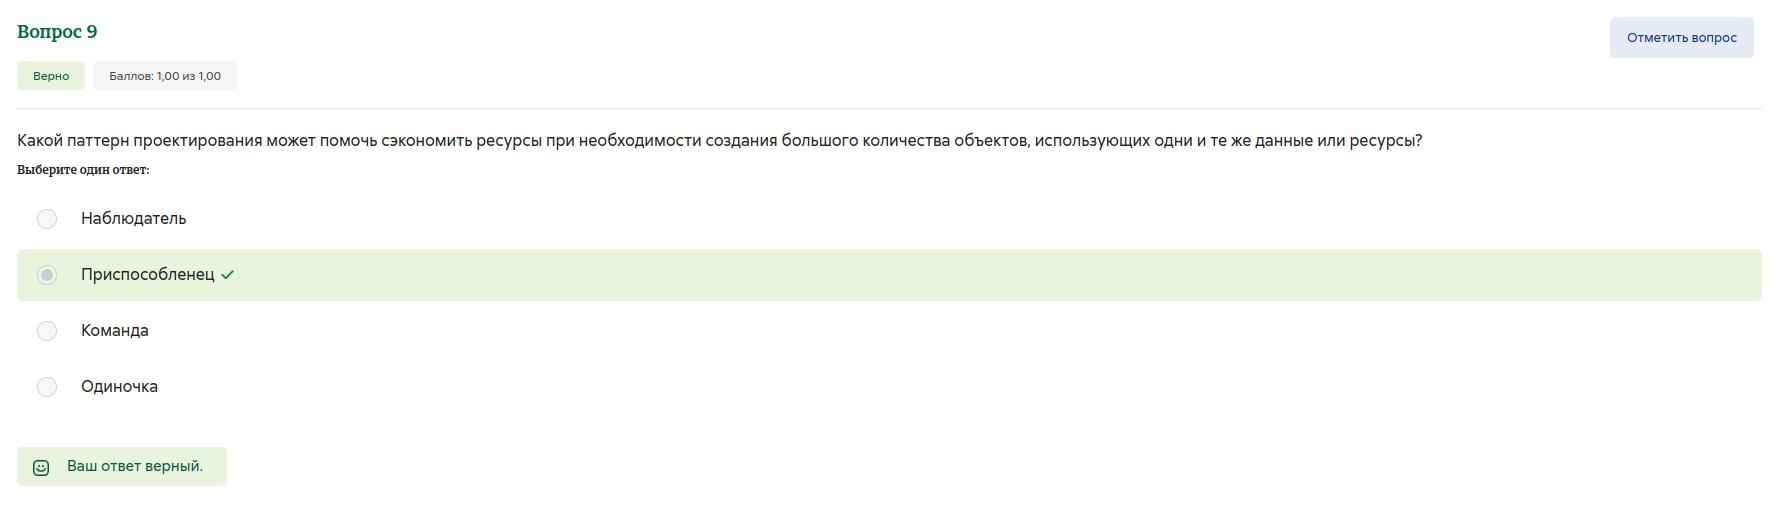 Вопрос 9
Отметить вопрос
Верно
Баллов: 1,00 из 1,00
Какой паттерн проектирования может помочь сэкономить ресурсы при необходимости создания большого количества объектов, использующих одни и те же данные или ресурсы?
Выберите один ответ:
Наблюдатель
Приспособленец
Команда
Одиночка
Ваш ответ верный.